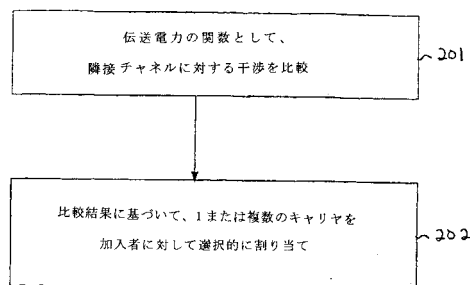 伝送電力の関数として、
隣接チャネルに対する干渉を比較
201
比較結果に基づいて、1または複数のキャリヤを
加入者に対して選択的に割り当て
202